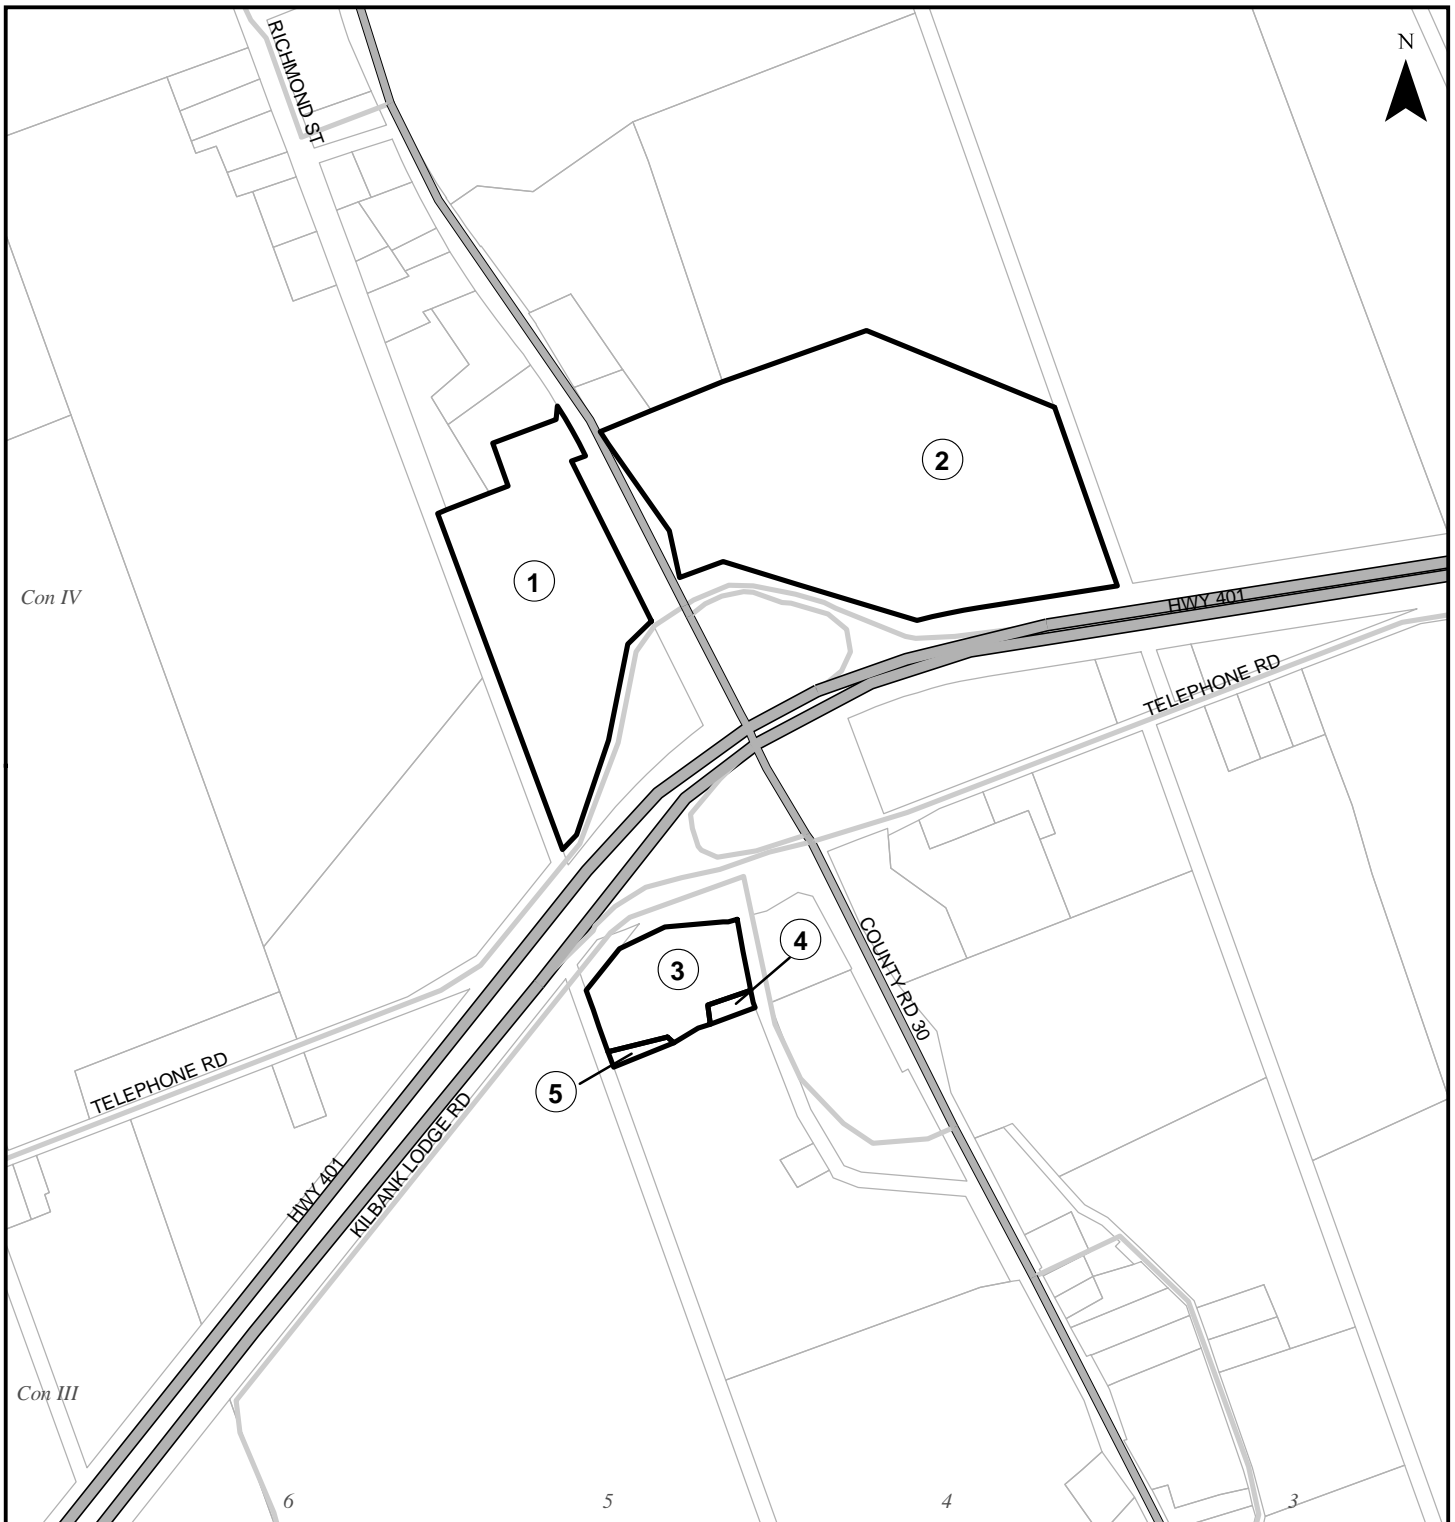 N
RICHMOND ST
2
1
Con IV
HWY 401
TELEPHONE RD
4
3
COUNTY RD 30
TELEPHONE RD
5
KILBANK LODGE RD
HWY 401
Con III
6
5
4
3